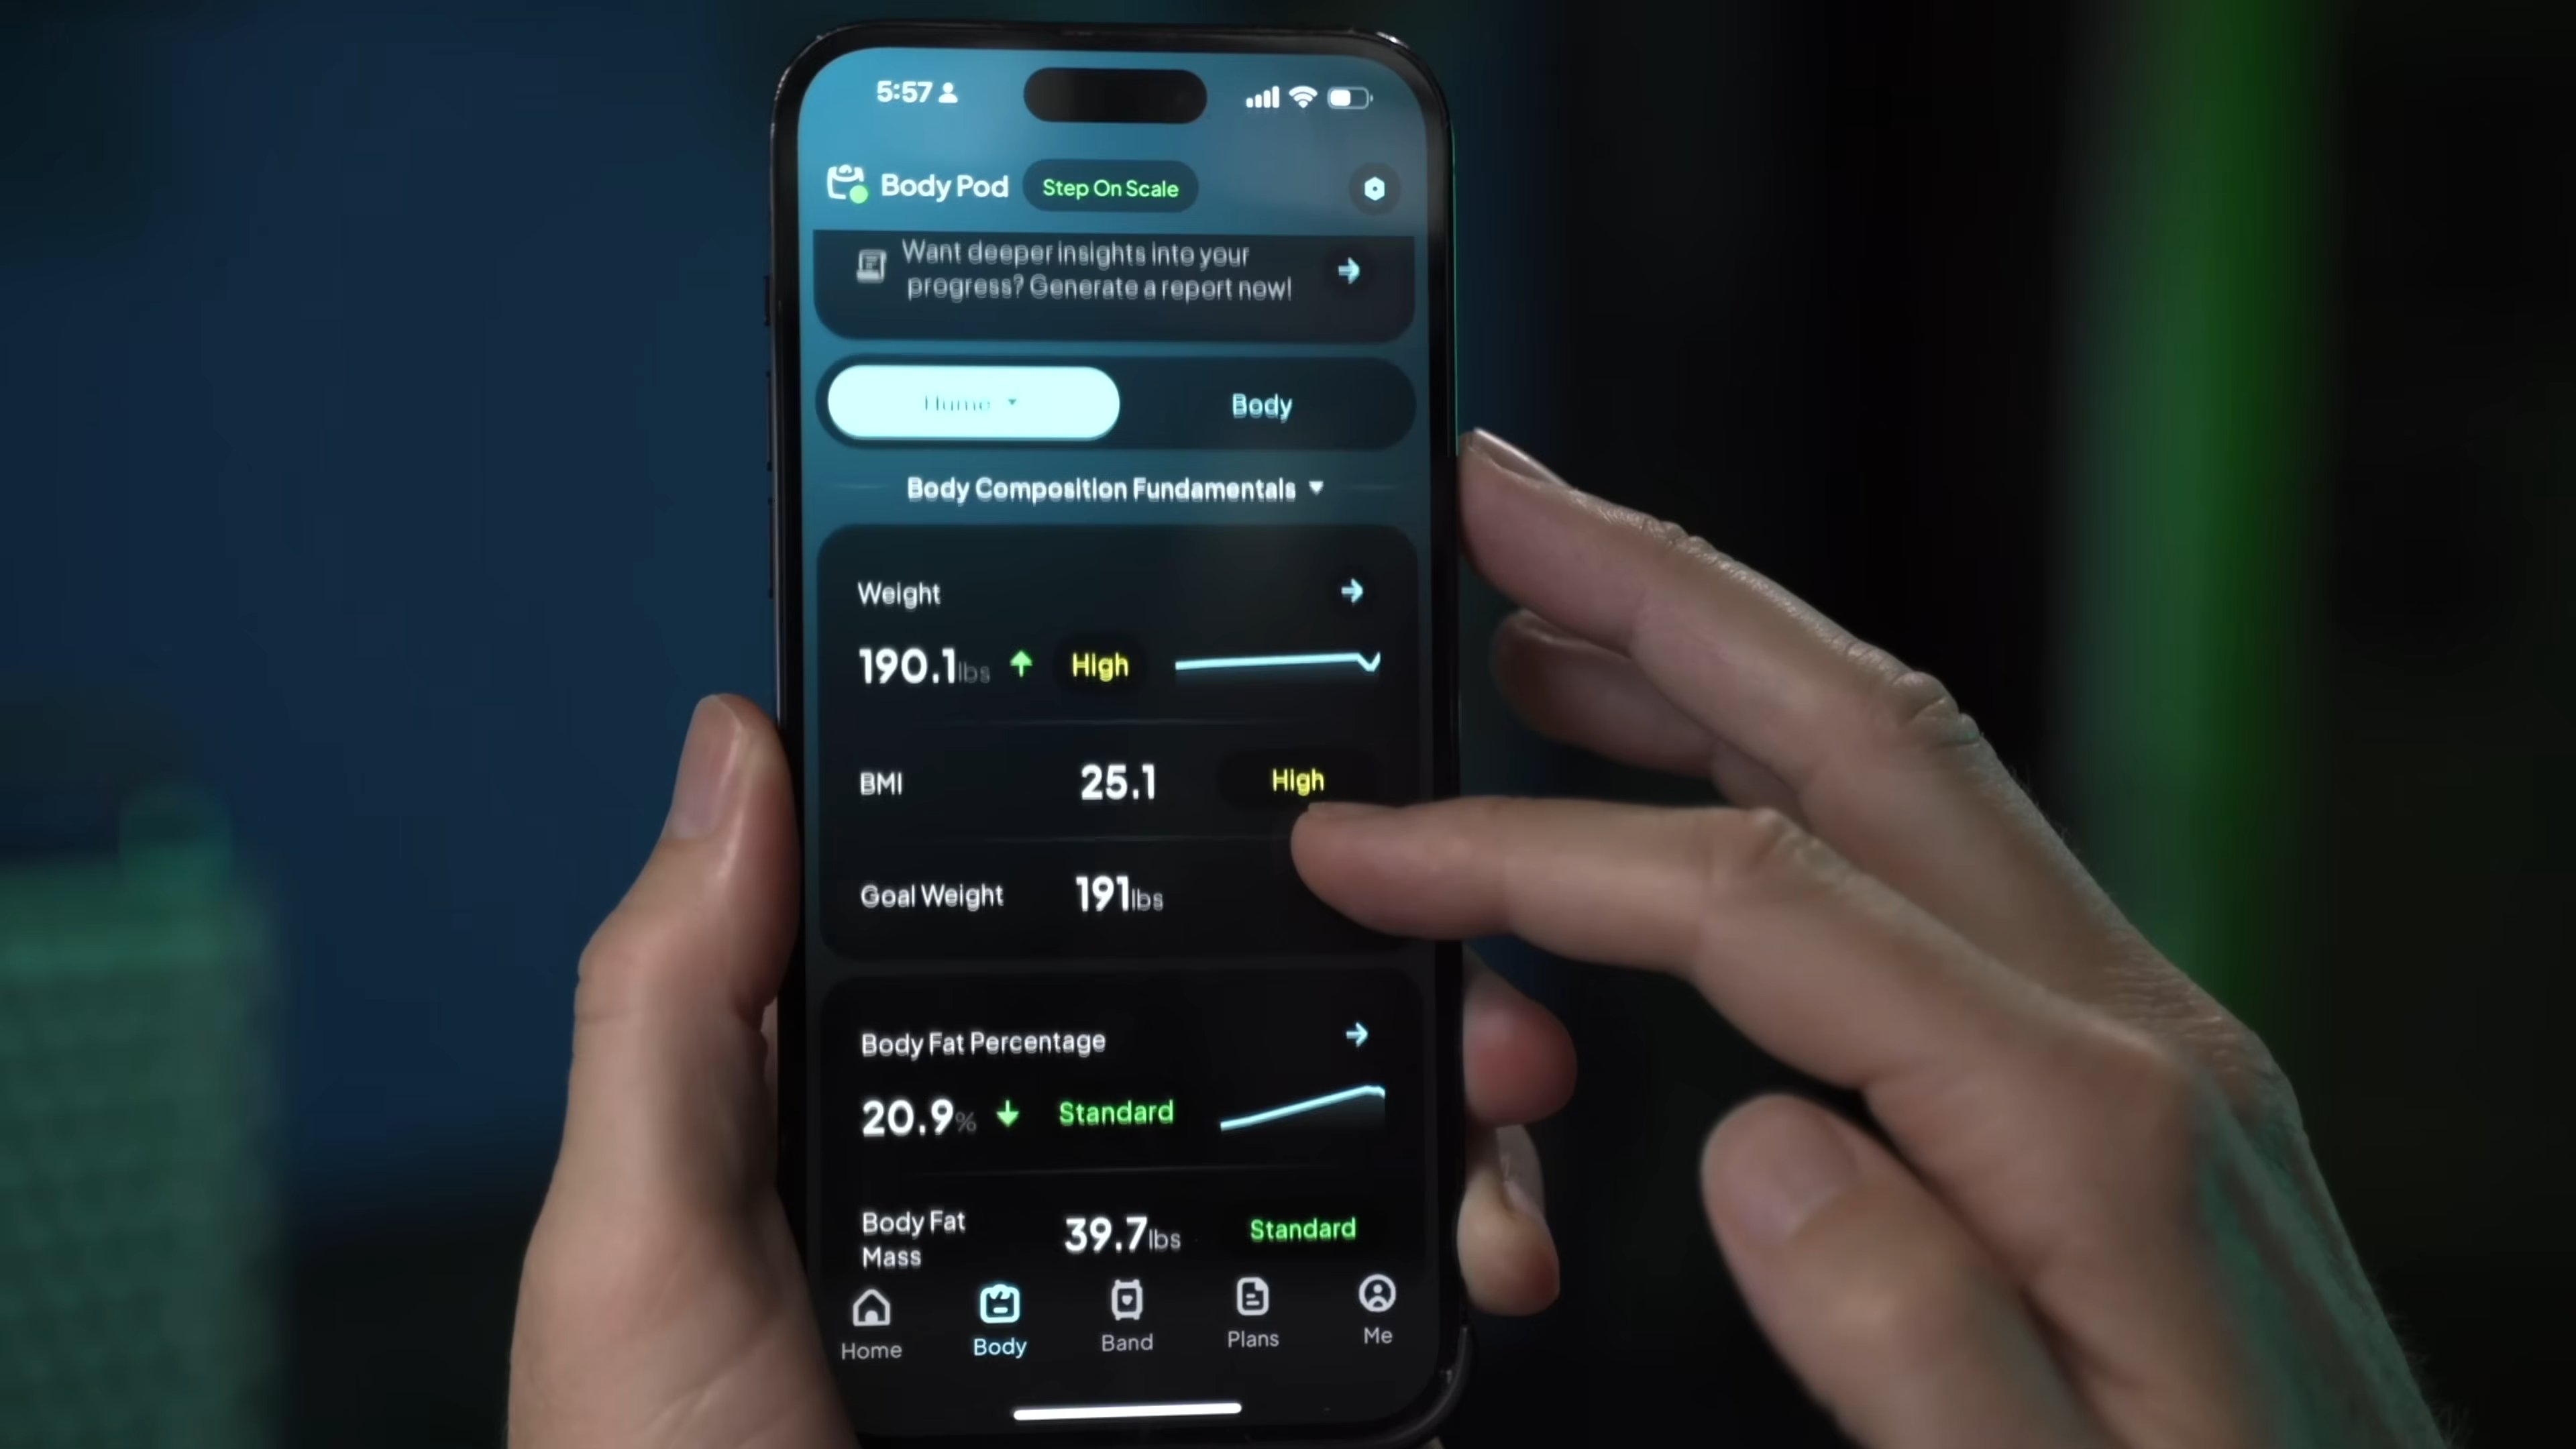 5:57
Body Pod
Step On Scale
Want deeper insights into your
progress? Generate a report now!
Hume
Body
Body Composition Fundamentals
Weight
190.1lbs High
BMI 25.1 High
Goal Weight 191lbs
Body Fat Percentage
20.9% Standard
Body Fat
Mass
39.7lbs Standard
Home Body Band Plans Me